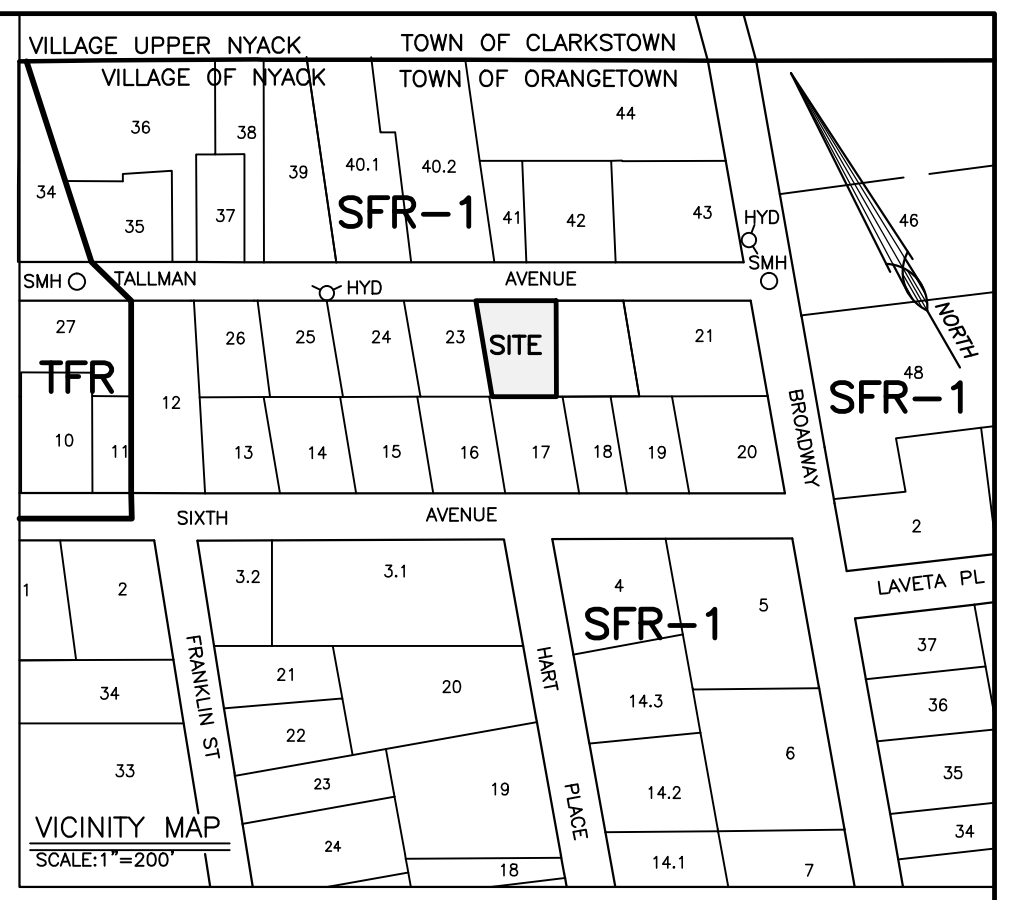 VILLAGE UPPER NYACK
TOWN OF CLARKSTOWN
VILLAGE OF NYACK
TOWN OF ORANGETOWN
36
38
44
34
39
40.1
40.2
SFR-1
35
37
41
42
43
HYD
46
SMH
SMH
TALLMAN
HYD
AVENUE
27
26
25
24
23
SITE
21
NORTH
TFR
48
SFR-1
12
BROADWAY
10
11
13
14
15
16
17
18
19
20
SIXTH
AVENUE
2
1
2
3.2
3.1
4
SFR-1
5
LAVETA PL
FRANKLIN ST
HART
37
34
21
20
14.3
36
22
33
23
19
6
35
14.2
PLACE
VICINITY MAP
SCALE:1"=200'
24
18
14.1
7
34